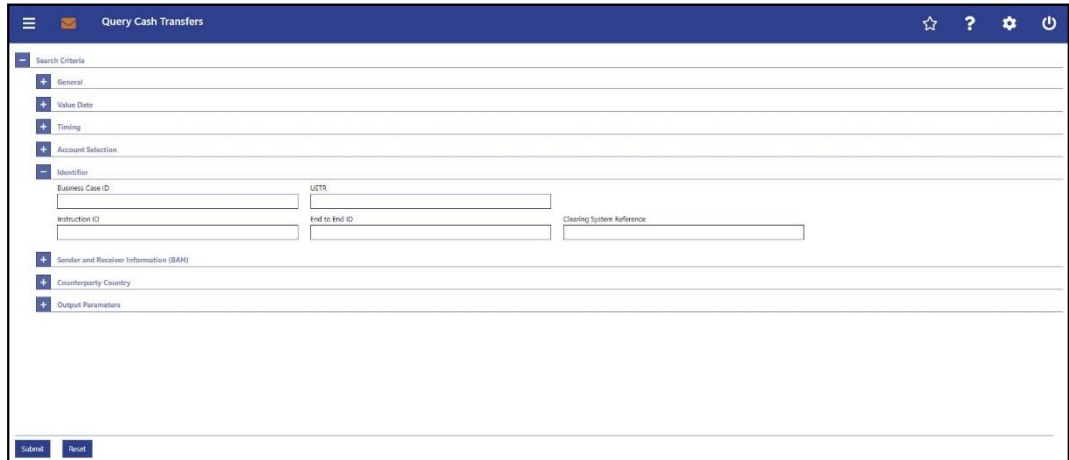 Query Cash Transfers
Search Criteria
General
Value Date
Timing
Account Selection
Identifier
Business Case ID UETR
Instruction ID End to End ID Clearing System Reference
Sender and Receiver Information (BAH)
Counterparty Country
Output Parameters
Submit Reset